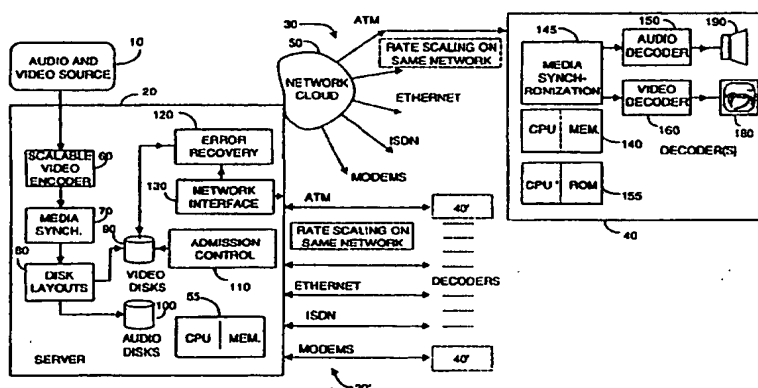 10
AUDIO AND
VIDEO SOURCE
20
120
ERROR
RECOVERY
SCALABLE
VIDEO
ENCODER
60
130
NETWORK
INTERFACE
MEDIA
SYNCH.
70
80
DISK
LAYOUTS
90
VIDEO
DISKS
ADMISSION
CONTROL
110
100
AUDIO
DISKS
55
CPU
MEM.
SERVER
30
50
NETWORK
CLOUD
ATM
RATE SCALING ON
SAME NETWORK
ETHERNET
ISDN
MODEMS
ATM
40'
RATE SCALING ON
SAME NETWORK
DECODERS
ETHERNET
ISDN
MODEMS
40'
145
MEDIA
SYNCH-
RONIZATION
150
AUDIO
DECODER
190
VIDEO
DECODER
160
180
CPU
MEM.
140
DECODER(S)
CPU
ROM
155
40